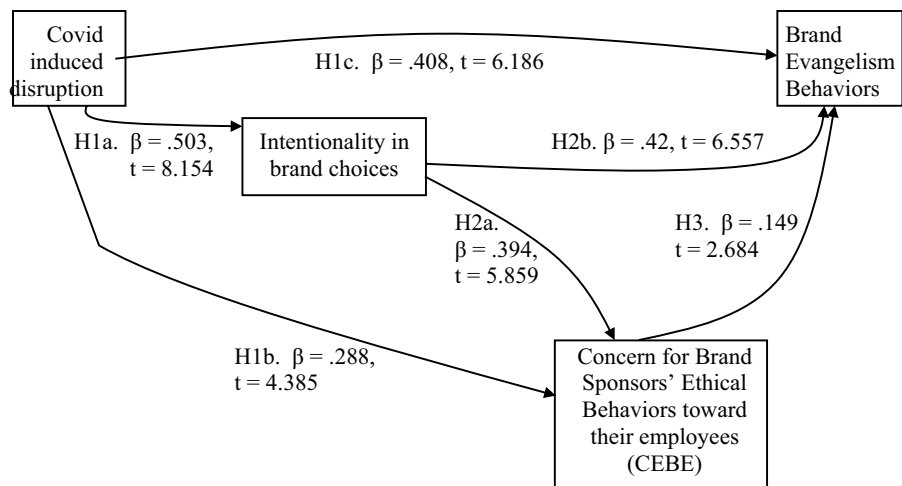 Covid
induced
disruption
H1c.  β = .408, t = 6.186
Brand
Evangelism
Behaviors
H1a.  β = .503,
t = 8.154
Intentionality in
brand choices
H2b. β = .42, t = 6.557
H2a.
β = .394,
t = 5.859
H3.  β = .149
t = 2.684
H1b.  β = .288,
t = 4.385
Concern for Brand
Sponsors’ Ethical
Behaviors toward
their employees
(CEBE)